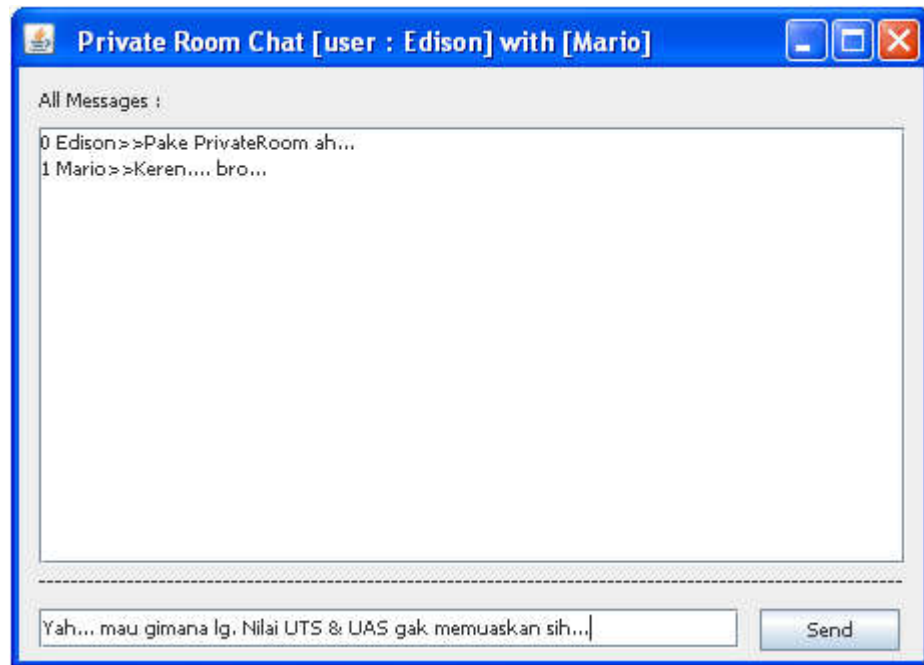 Private Room Chat [user : Edison] with [Mario]
All Messages :
0 Edison>>Pake PrivateRoom ah...
1 Mario>>Keren.... bro...
Yah... mau gimana lg. Nilai UTS & UAS gak memuaskan sih...
Send